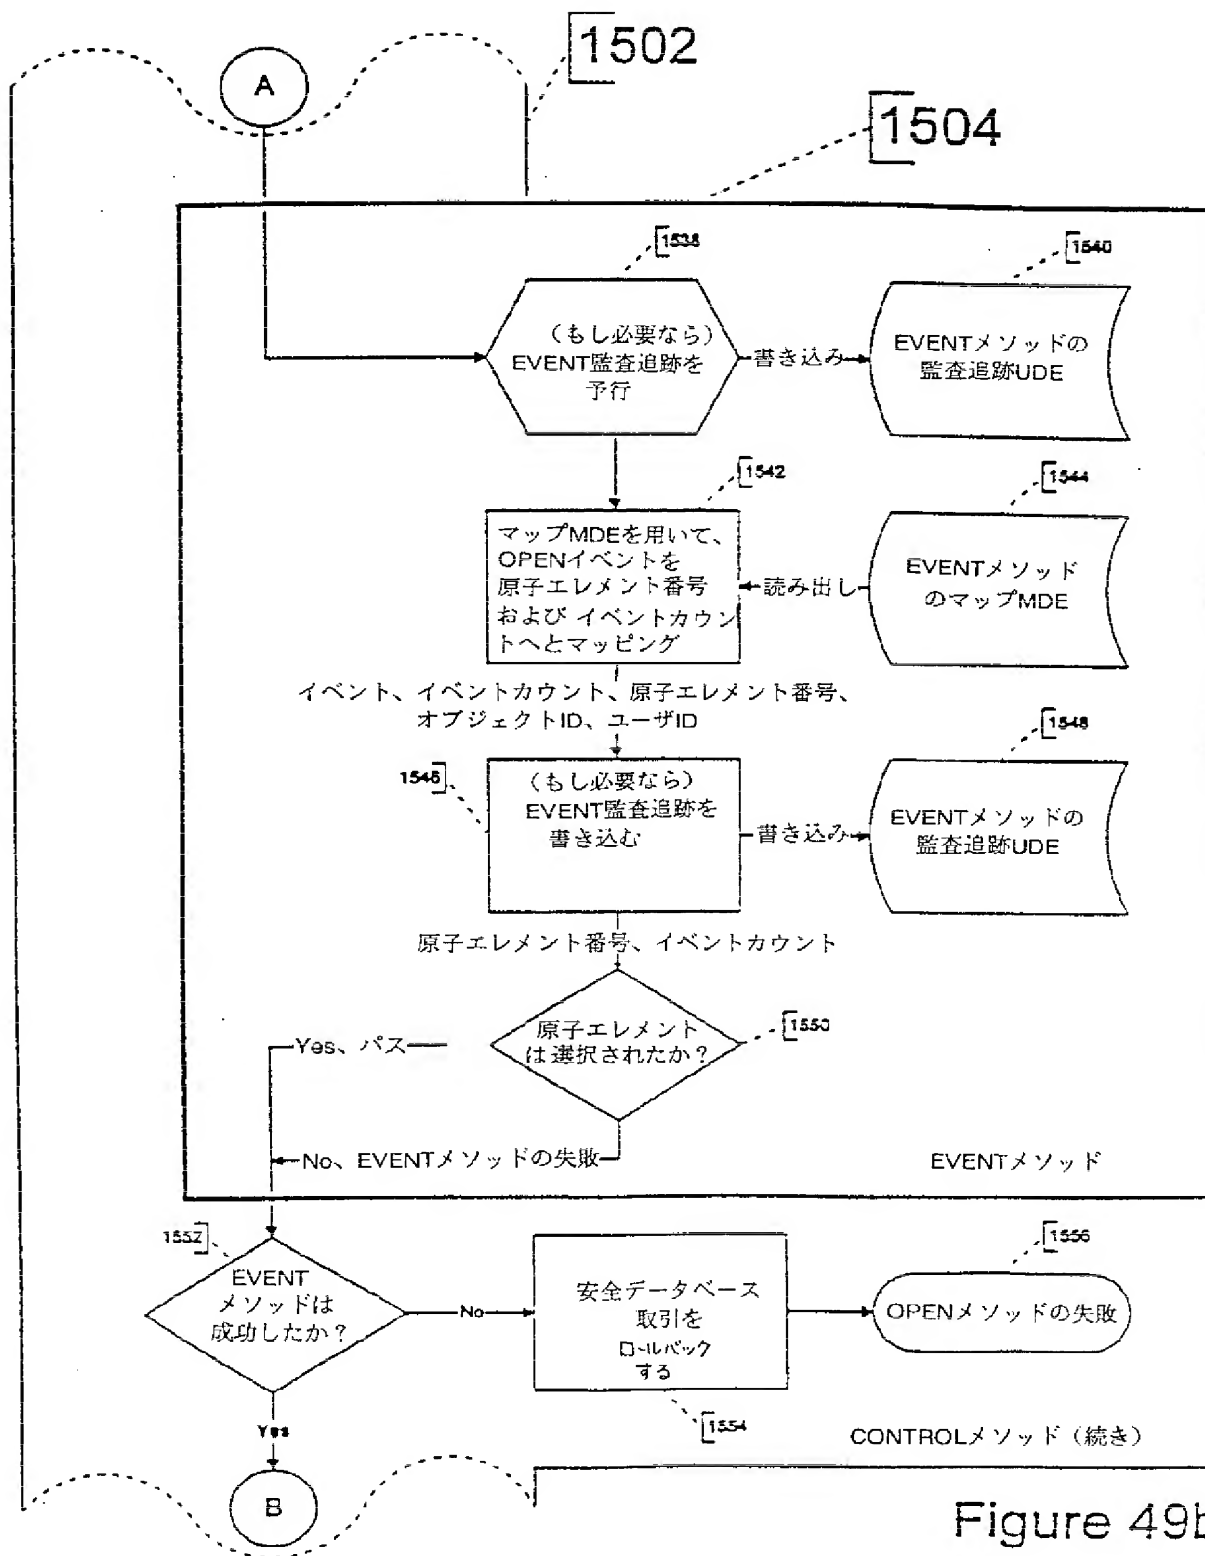 1502
A
1504
1538
1540
（もし必要なら）
EVENT監査追跡を
予行
書き込み
EVENTメソッドの
監査追跡UDE
1542
1544
マップMDEを用いて、
OPENイベントを
原子エレメント番号
および イベントカウン
トへとマッピング
読み出し
EVENTメソッド
のマップMDE
イベント、イベントカウント、原子エレメント番号、
オブジェクトID、ユーザID
1546
1548
（もし必要なら）
EVENT監査追跡を
書き込む
書き込み
EVENTメソッドの
監査追跡UDE
原子エレメント番号、イベントカウント
1550
原子エレメント
は選択されたか？
Yes、パス
No、EVENTメソッドの失敗
EVENTメソッド
1552
1556
EVENT
メソッドは
成功したか？
No
安全データベース
取引を
ロールバック
する
OPENメソッドの失敗
1554
Yes
CONTROLメソッド（続き）
B
Figure 49b